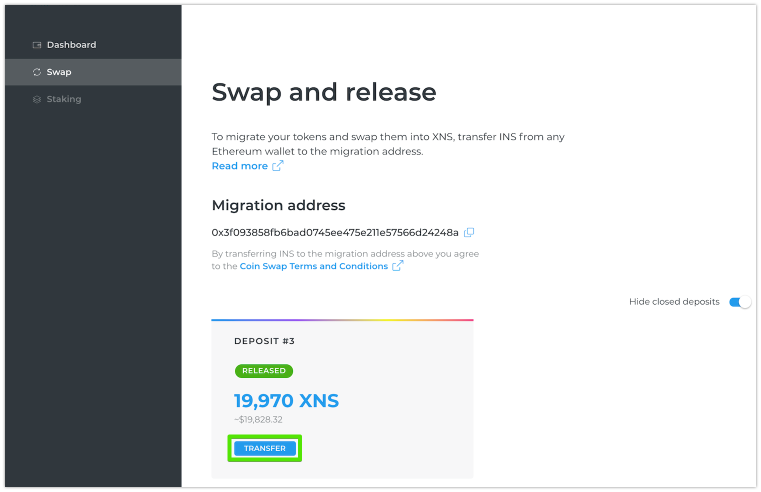 Dashboard
Swap
Staking
Swap and release
To migrate your tokens and swap them into XNS, transfer INS from any
Ethereum wallet to the migration address.
Read more
Migration address
0x3f093858fb6bad0745ee475e211e57566d24248a
By transferring INS to the migration address above you agree
to the Coin Swap Terms and Conditions
Hide closed deposits
DEPOSIT #3
RELEASED
19,970 XNS
~$19,828.32
TRANSFER